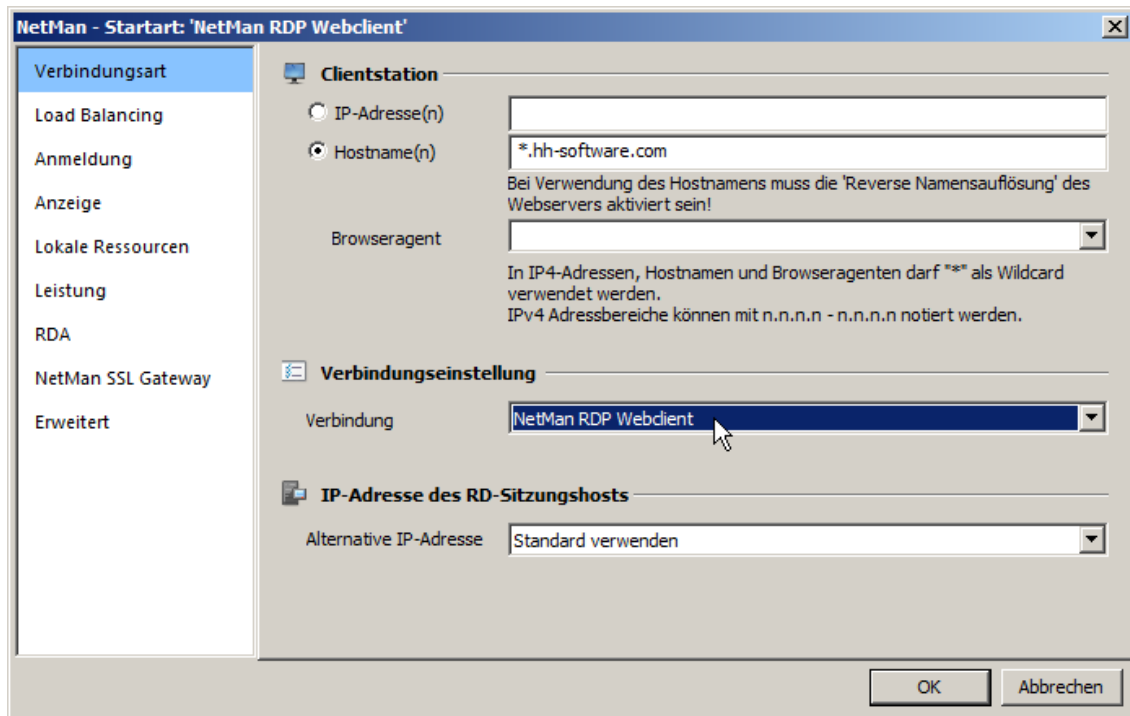 NetMan - Startart: 'NetMan RDP Webclient'
Verbindungsart
Load Balancing
Anmeldung
Anzeige
Lokale Ressourcen
Leistung
RDA
NetMan SSL Gateway
Erweitert
Clientstation
IP-Adresse(n)
Hostname(n) *.hh-software.com
Bei Verwendung des Hostnamens muss die 'Reverse Namensauflösung' des
Webservers aktiviert sein!
Browseragent
In IP4-Adressen, Hostnamen und Browseragenten darf "*" als Wildcard
verwendet werden.
IPv4 Adressbereiche können mit n.n.n.n - n.n.n.n notiert werden.
Verbindungseinstellung
Verbindung NetMan RDP Webclient
IP-Adresse des RD-Sitzungshosts
Alternative IP-Adresse Standard verwenden
OK Abbrechen